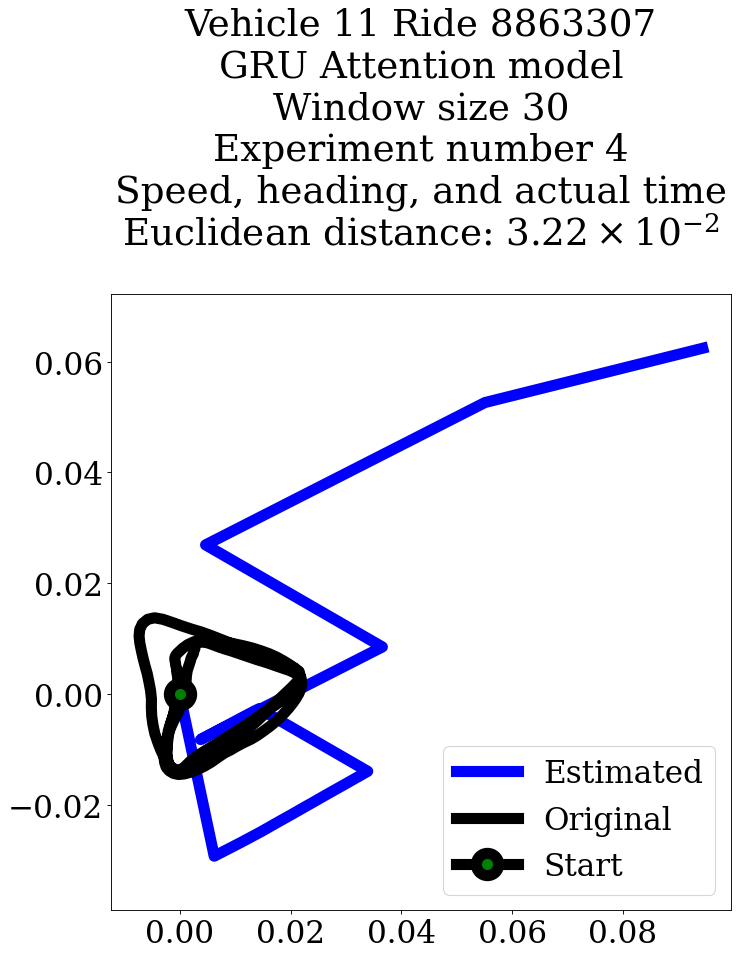 Vehicle 11 Ride 8863307
GRU Attention model
Window size 30
Experiment number 4
Speed, heading, and actual time
Euclidean distance: 3.22 × 10⁻²
0.06
0.04
0.02
0.00
−0.02
Estimated
Original
Start
0.00 0.02 0.04 0.06 0.08